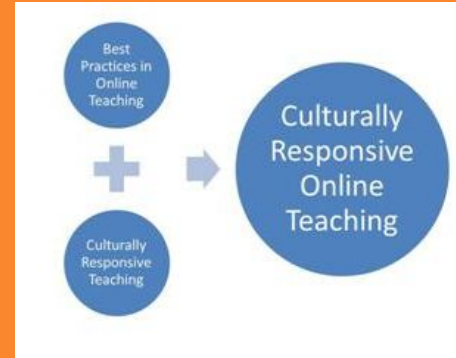 Best
Practices in
Online
Teaching
Culturally
Responsive
Teaching
Culturally
Responsive
Online
Teaching